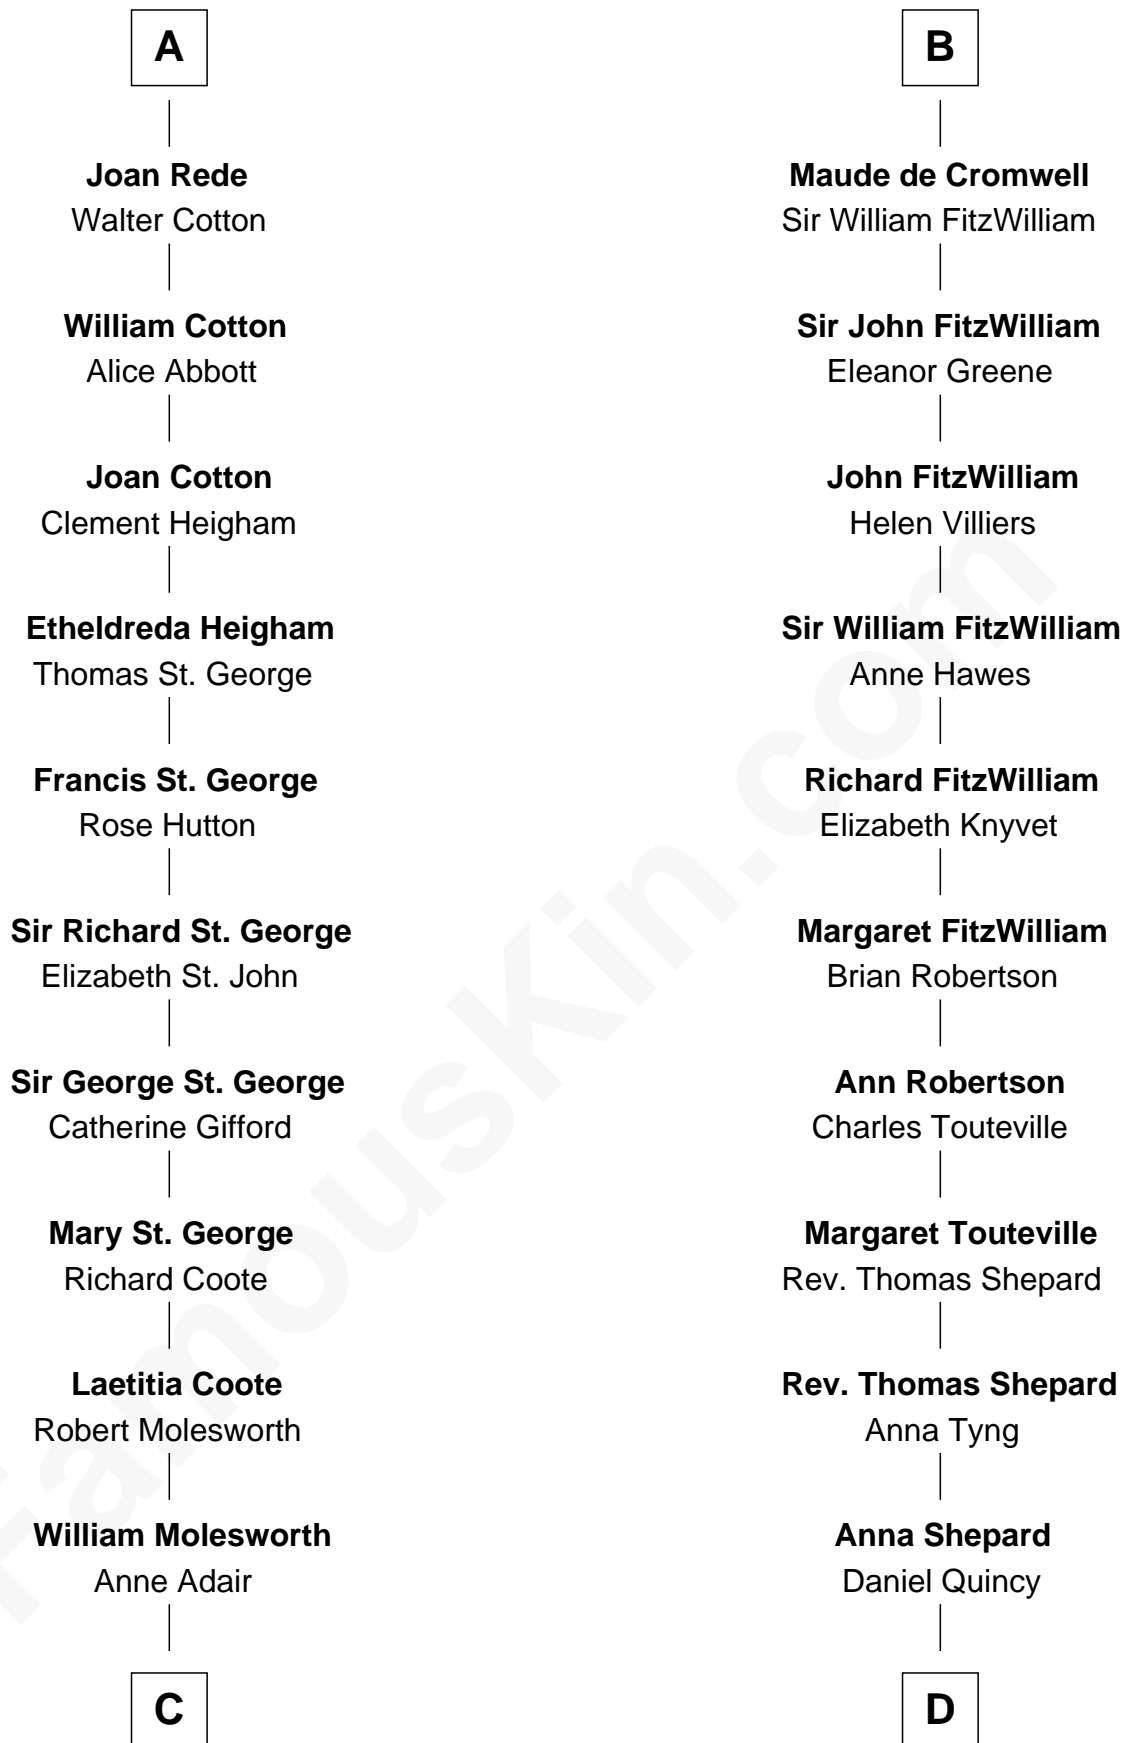 A
Joan Rede
Walter Cotton
William Cotton
Alice Abbott
Joan Cotton
Clement Heigham
Etheldreda Heigham
Thomas St. George
Francis St. George
Rose Hutton
Sir Richard St. George
Elizabeth St. John
Sir George St. George
Catherine Gifford
Mary St. George
Richard Coote
Laetitia Coote
Robert Molesworth
William Molesworth
Anne Adair
C
B
Maude de Cromwell
Sir William FitzWilliam
Sir John FitzWilliam
Eleanor Greene
John FitzWilliam
Helen Villiers
Sir William FitzWilliam
Anne Hawes
Richard FitzWilliam
Elizabeth Knyvet
Margaret FitzWilliam
Brian Robertson
Ann Robertson
Charles Touteville
Margaret Touteville
Rev. Thomas Shepard
Rev. Thomas Shepard
Anna Tyng
Anna Shepard
Daniel Quincy
D
FamousKin.com